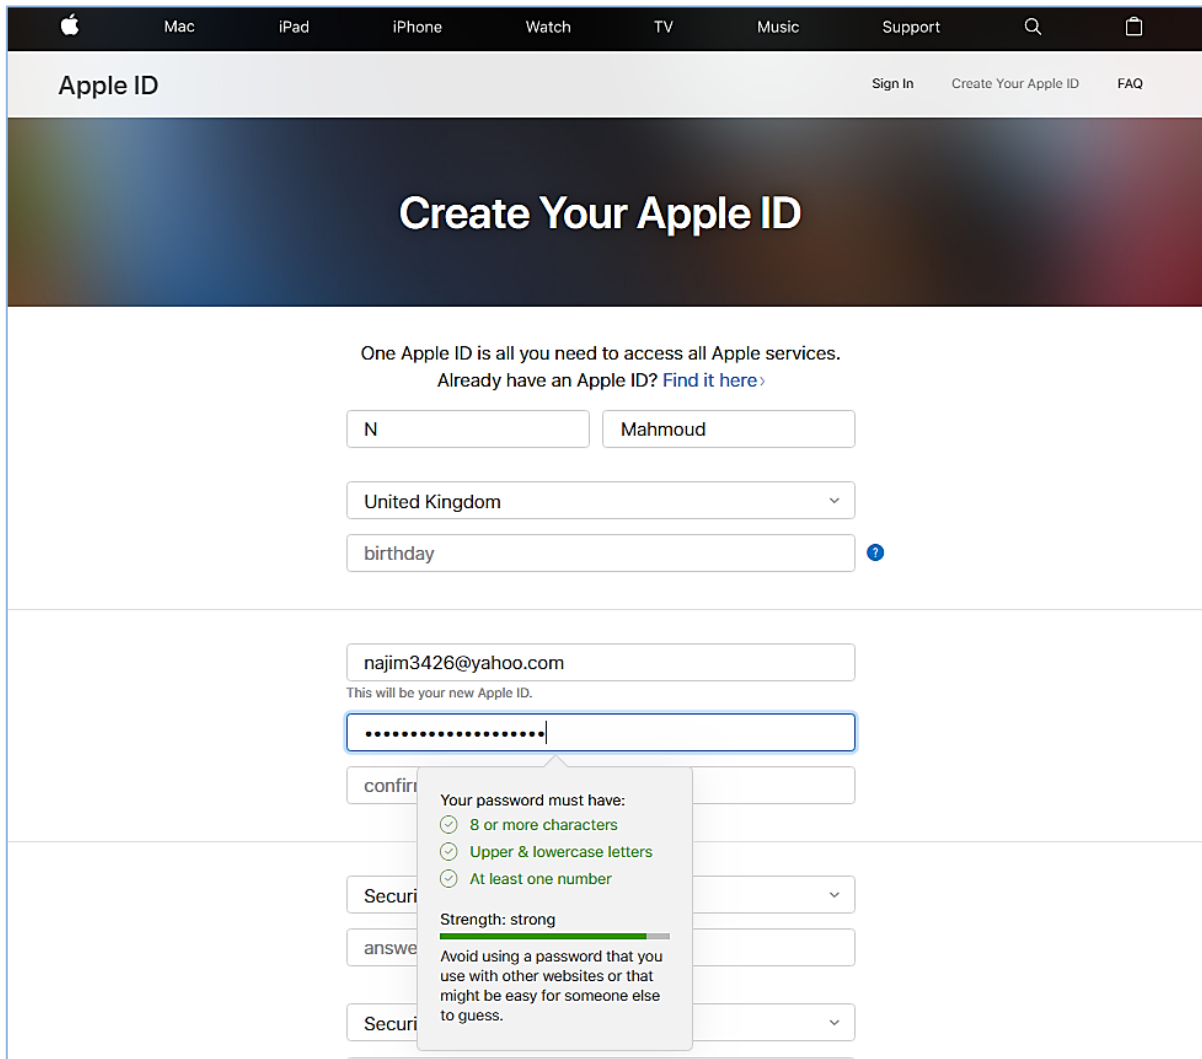 Mac iPad iPhone Watch TV Music Support
Apple ID Sign In Create Your Apple ID FAQ
Create Your Apple ID
One Apple ID is all you need to access all Apple services.
Already have an Apple ID? Find it here›
N Mahmoud
United Kingdom
birthday ?
najim3426@yahoo.com
This will be your new Apple ID.
••••••••••••••••••••
Your password must have:
8 or more characters
Upper & lowercase letters
At least one number
Strength: strong
Avoid using a password that you
use with other websites or that
might be easy for someone else
to guess.